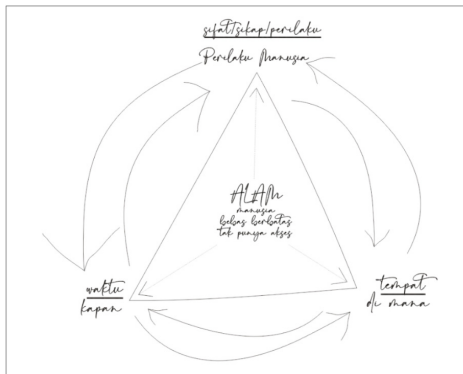 sifat/sikap/perilaku
Perilaku Manusia
ALAM
manusia
bebas berbatas
tak punya akses
waktu
kapan
tempat
di mana